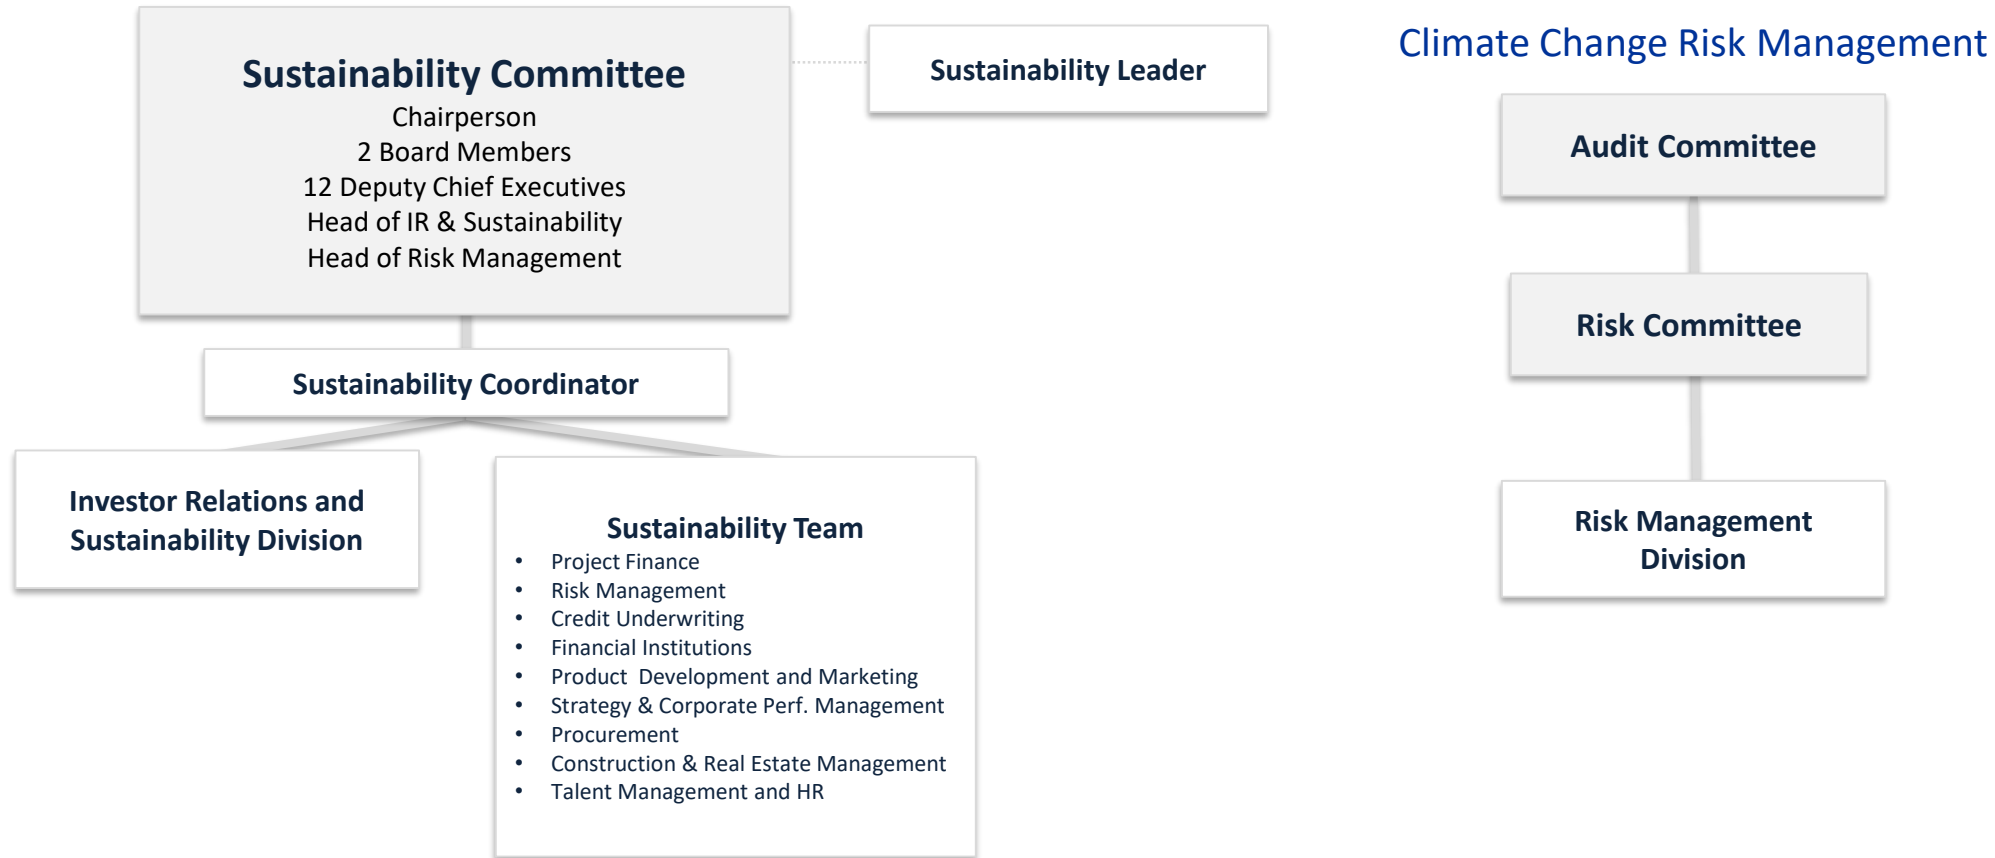 Sustainability Committee
Chairperson
2 Board Members
12 Deputy Chief Executives
Head of IR & Sustainability
Head of Risk Management
Sustainability Leader
Sustainability Coordinator
Investor Relations and
Sustainability Division
Sustainability Team
• Project Finance
• Risk Management
• Credit Underwriting
• Financial Institutions
• Product  Development and Marketing
• Strategy & Corporate Perf. Management
• Procurement
• Construction & Real Estate Management
• Talent Management and HR
Climate Change Risk Management
Audit Committee
Risk Committee
Risk Management
Division